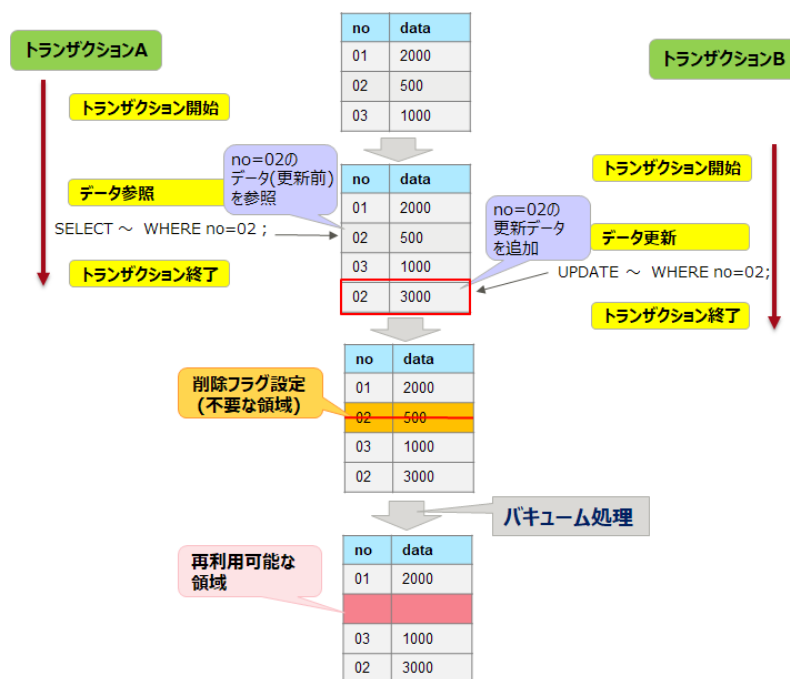 トランザクションA
no data
01 2000
02 500
03 1000
トランザクションB
トランザクション開始
no=02の
データ(更新前)
を参照
トランザクション開始
no data
01 2000
02 500
03 1000
02 3000
データ参照
SELECT ～ WHERE no=02 ;
no=02の
更新データ
を追加
データ更新
UPDATE ～ WHERE no=02;
トランザクション終了
トランザクション終了
no data
01 2000
02 500
03 1000
02 3000
削除フラグ設定
(不要な領域)
バキューム処理
再利用可能な
領域
no data
01 2000
03 1000
02 3000